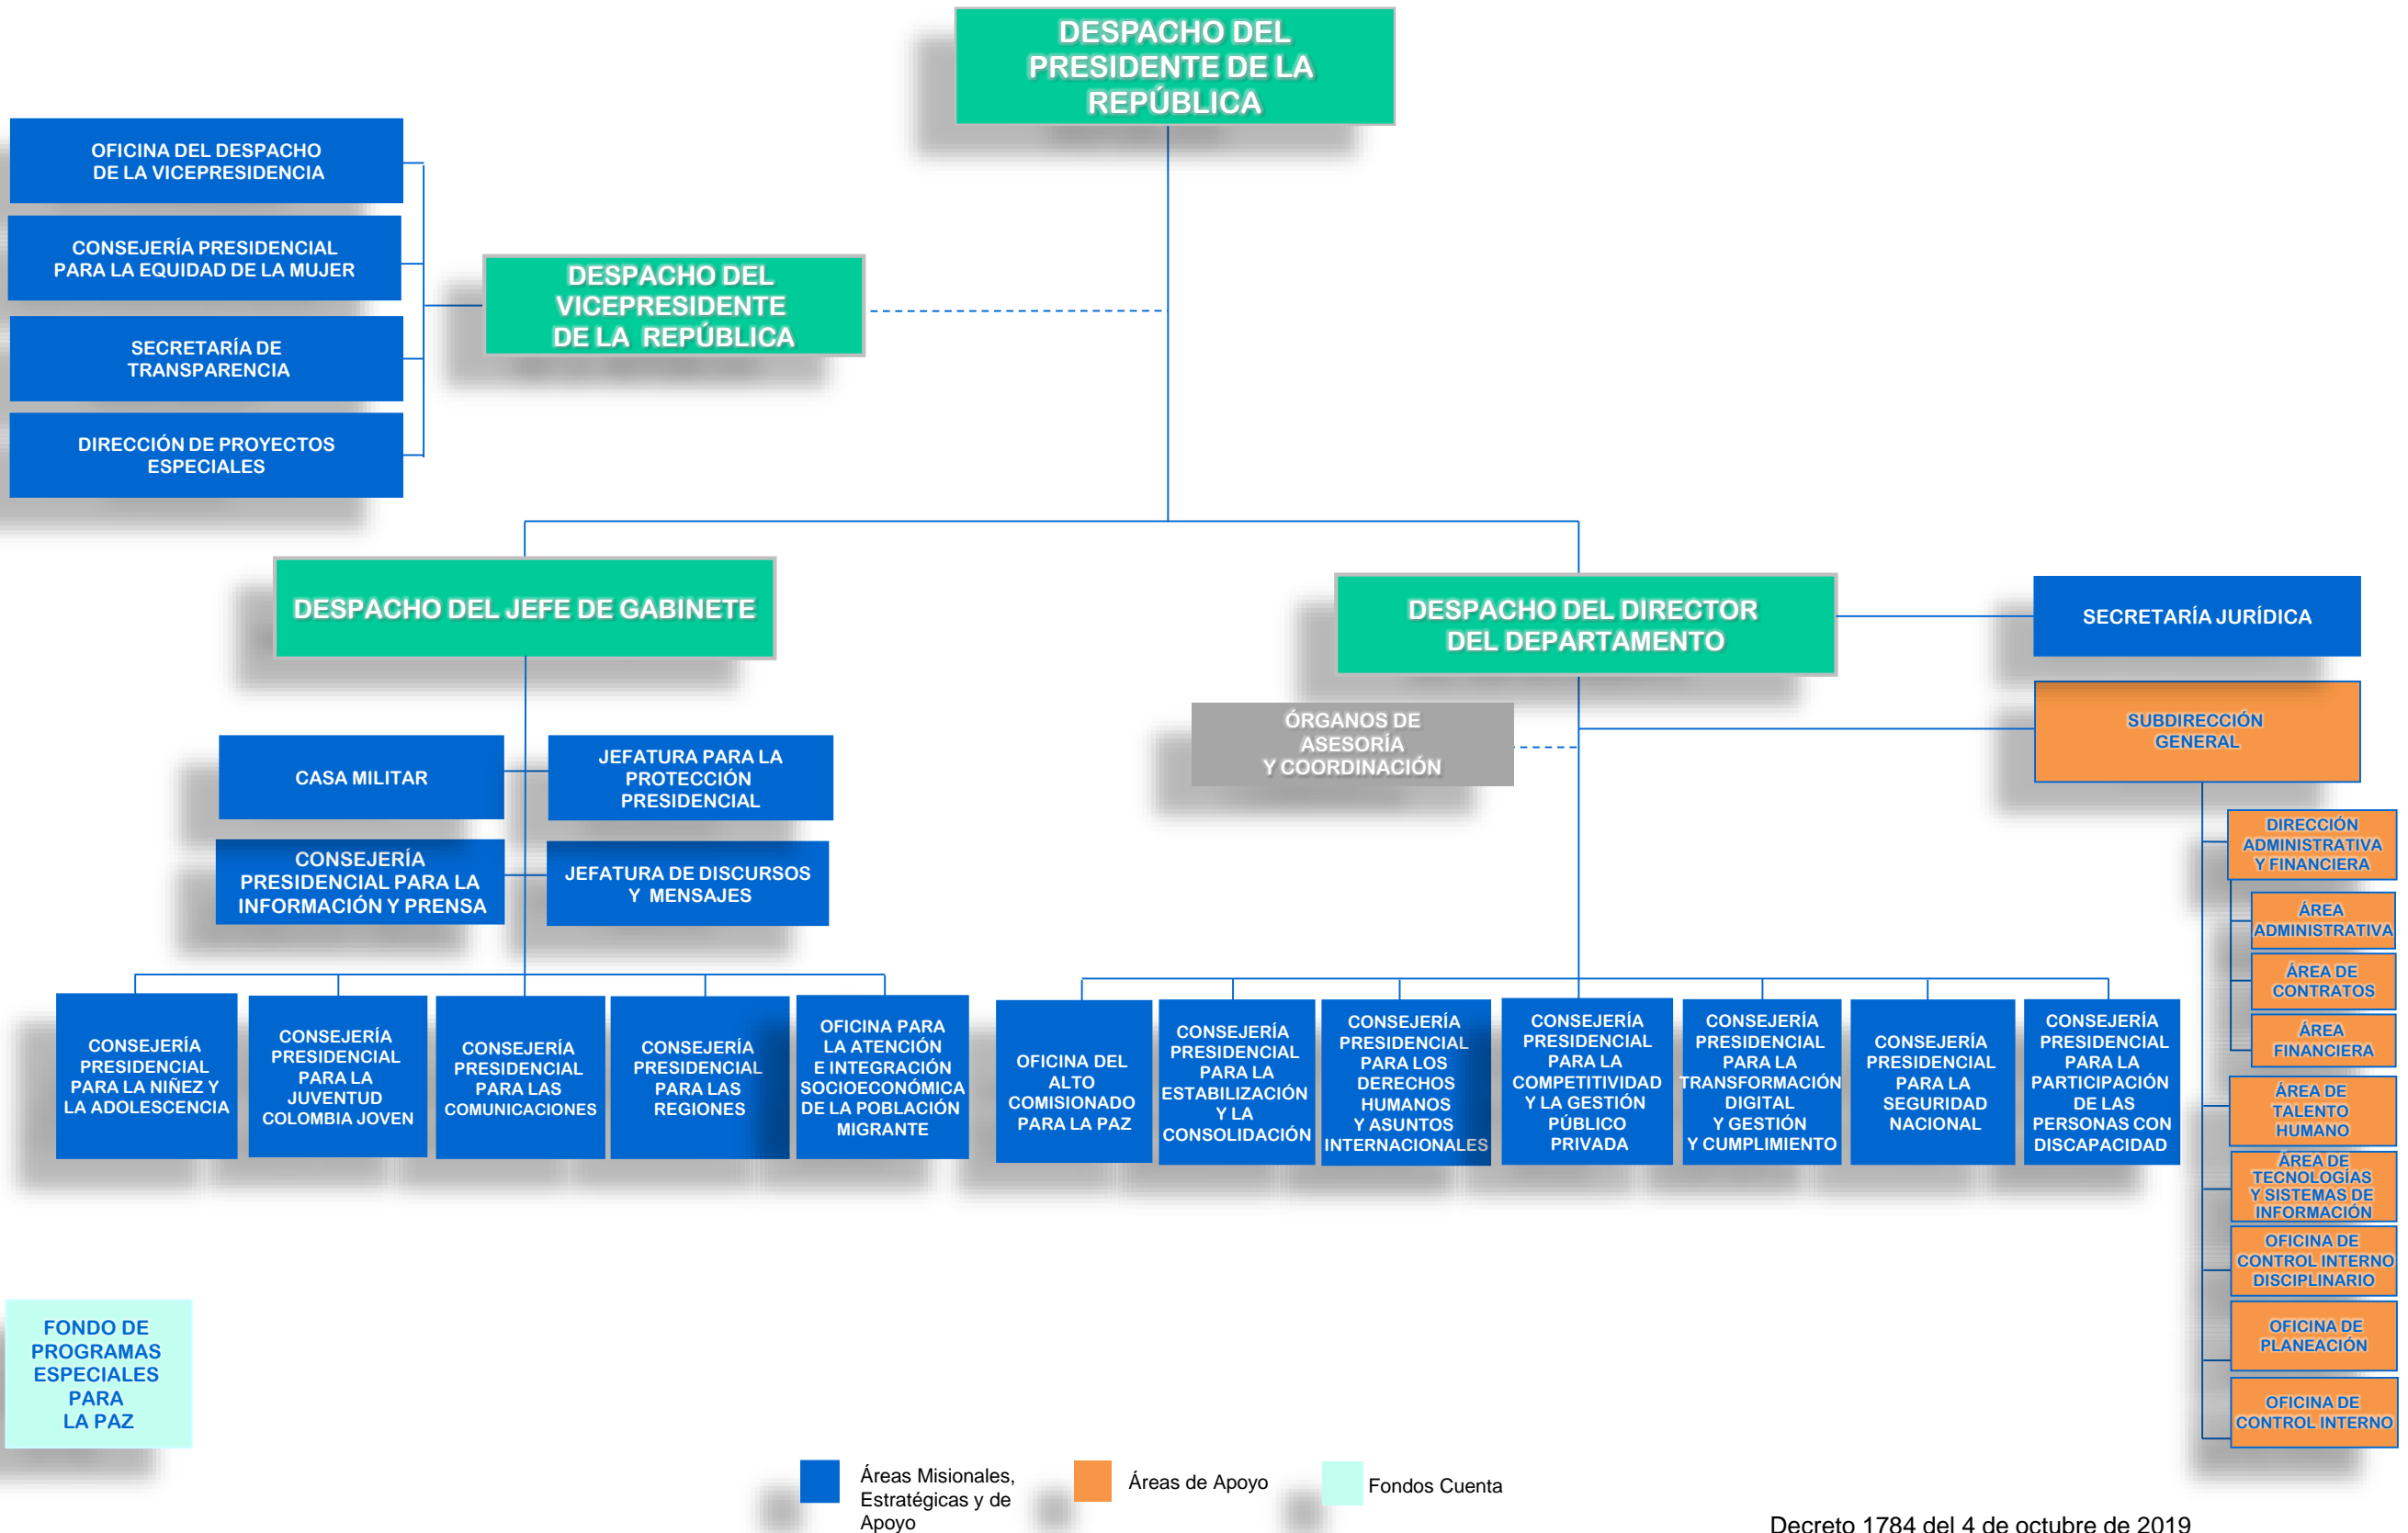 DESPACHO DEL
PRESIDENTE DE LA
REPÚBLICA
OFICINA DEL DESPACHO
DE LA VICEPRESIDENCIA
CONSEJERÍA PRESIDENCIAL
PARA LA EQUIDAD DE LA MUJER
SECRETARÍA DE
TRANSPARENCIA
DIRECCIÓN DE PROYECTOS
ESPECIALES
DESPACHO DEL
VICEPRESIDENTE
DE LA REPÚBLICA
DESPACHO DEL JEFE DE GABINETE
DESPACHO DEL DIRECTOR
DEL DEPARTAMENTO
SECRETARÍA JURÍDICA
ÓRGANOS DE
ASESORÍA
Y COORDINACIÓN
SUBDIRECCIÓN
GENERAL
CASA MILITAR
JEFATURA PARA LA
PROTECCIÓN
PRESIDENCIAL
CONSEJERÍA
PRESIDENCIAL PARA LA
INFORMACIÓN Y PRENSA
JEFATURA DE DISCURSOS
Y MENSAJES
CONSEJERÍA
PRESIDENCIAL
PARA LA NIÑEZ Y
LA ADOLESCENCIA
CONSEJERÍA
PRESIDENCIAL
PARA LA
JUVENTUD
COLOMBIA JOVEN
CONSEJERÍA
PRESIDENCIAL
PARA LAS
COMUNICACIONES
CONSEJERÍA
PRESIDENCIAL
PARA LAS
REGIONES
OFICINA PARA
LA ATENCIÓN
E INTEGRACIÓN
SOCIOECONÓMICA
DE LA POBLACIÓN
MIGRANTE
OFICINA DEL
ALTO
COMISIONADO
PARA LA PAZ
CONSEJERÍA
PRESIDENCIAL
PARA LA
ESTABILIZACIÓN
Y LA
CONSOLIDACIÓN
CONSEJERÍA
PRESIDENCIAL
PARA LOS
DERECHOS
HUMANOS
Y ASUNTOS
INTERNACIONALES
CONSEJERÍA
PRESIDENCIAL
PARA LA
COMPETITIVIDAD
Y LA GESTIÓN
PÚBLICO
PRIVADA
CONSEJERÍA
PRESIDENCIAL
PARA LA
TRANSFORMACIÓN
DIGITAL
Y GESTIÓN
Y CUMPLIMIENTO
CONSEJERÍA
PRESIDENCIAL
PARA LA
SEGURIDAD
NACIONAL
CONSEJERÍA
PRESIDENCIAL
PARA LA
PARTICIPACIÓN
DE LAS
PERSONAS CON
DISCAPACIDAD
DIRECCIÓN
ADMINISTRATIVA
Y FINANCIERA
ÁREA
ADMINISTRATIVA
ÁREA DE
CONTRATOS
ÁREA
FINANCIERA
ÁREA DE
TALENTO
HUMANO
ÁREA DE
TECNOLOGÍAS
Y SISTEMAS DE
INFORMACIÓN
OFICINA DE
CONTROL INTERNO
DISCIPLINARIO
OFICINA DE
PLANEACIÓN
OFICINA DE
CONTROL INTERNO
FONDO DE
PROGRAMAS
ESPECIALES
PARA
LA PAZ
Áreas Misionales,
Estratégicas y de
Apoyo
Áreas de Apoyo
Fondos Cuenta
Decreto 1784 del 4 de octubre de 2019